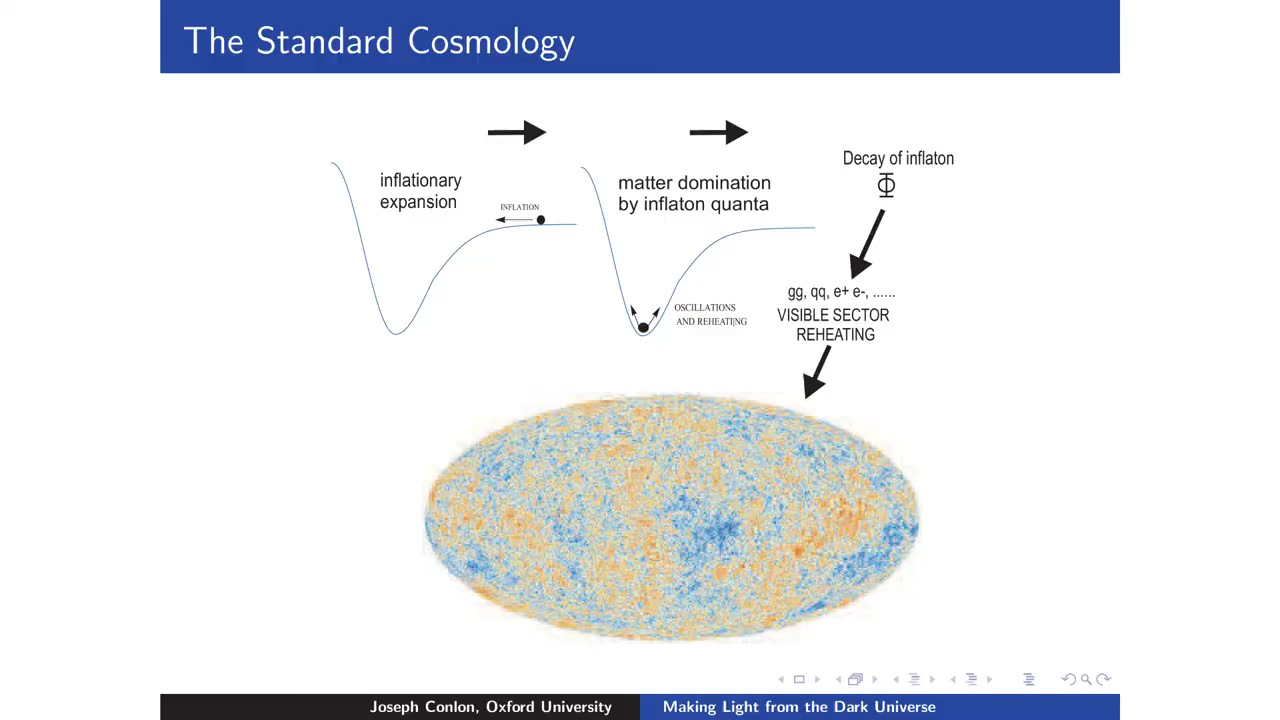 The Standard Cosmology
inflationary
expansion
INFLATION
matter domination
by inflaton quanta
OSCILLATIONS
AND REHEATING
Decay of inflaton
Φ
gg, qq, e+ e-, ......
VISIBLE SECTOR
REHEATING
Joseph Conlon, Oxford University
Making Light from the Dark Universe